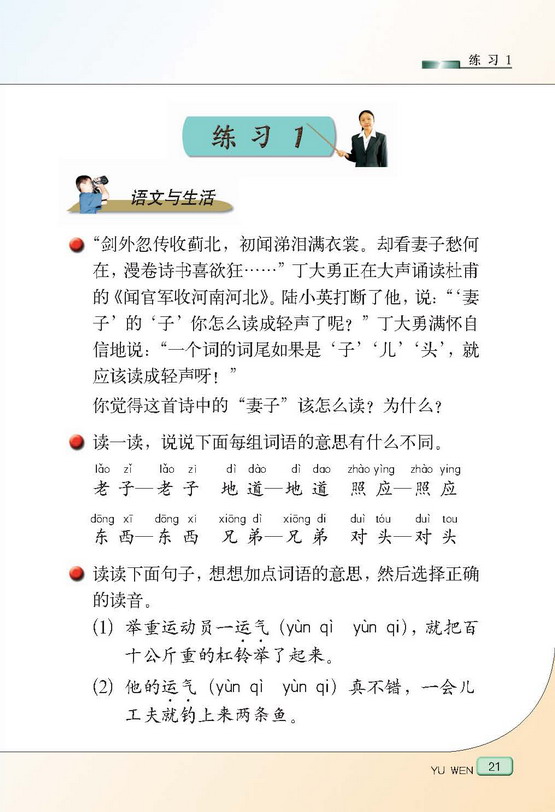 练习1
练习1
语文与生活
“剑外忽传收蓟北，初闻涕泪满衣裳。却看妻子愁何
在，漫卷诗书喜欲狂……”丁大勇正在大声诵读杜甫
的《闻官军收河南河北》。陆小英打断了他，说：“‘妻
子’的‘子’你怎么读成轻声了呢？”丁大勇满怀自
信地说：“一个词的词尾如果是‘子’‘儿’‘头’，就
应该读成轻声呀！”
你觉得这首诗中的“妻子”该怎么读？为什么？
读一读，说说下面每组词语的意思有什么不同。
lǎo zǐ lǎo zi dì dào dì dao zhào yìng zhào ying
老子—老子 地道—地道 照应—照应
dōng xī dōng xi xiōng dì xiōng di duì tóu duì tou
东西—东西 兄弟—兄弟 对头—对头
读读下面句子，想想加点词语的意思，然后选择正确
的读音。
(1) 举重运动员一运气（yùn qì yùn qi），就把百
十公斤重的杠铃举了起来。
(2) 他的运气（yùn qì yùn qi）真不错，一会儿
工夫就钓上来两条鱼。
YU WEN 21